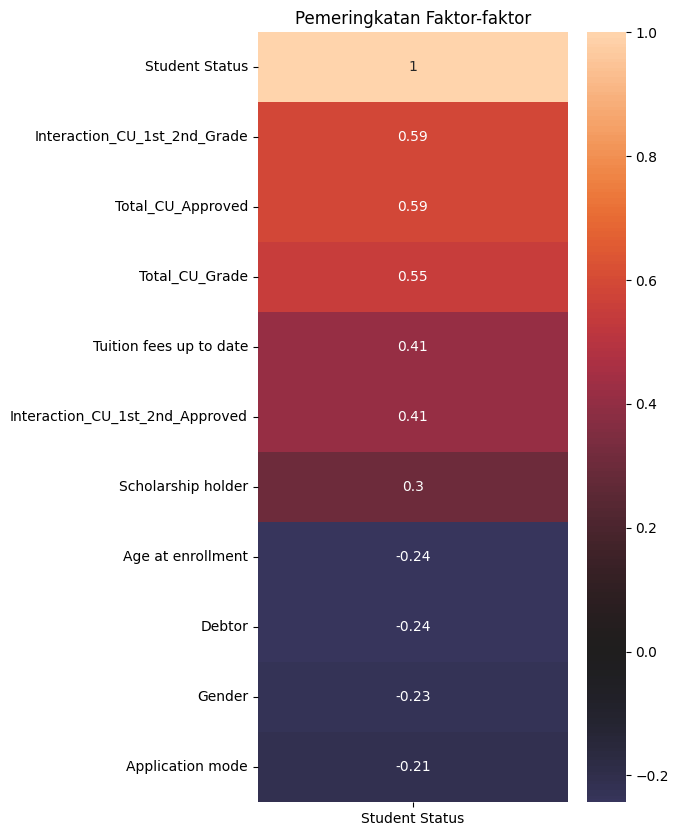 Pemeringkatan Faktor-faktor
Student Status
1
Interaction_CU_1st_2nd_Grade
0.59
Total_CU_Approved
0.59
Total_CU_Grade
0.55
Tuition fees up to date
0.41
Interaction_CU_1st_2nd_Approved
0.41
Scholarship holder
0.3
Age at enrollment
-0.24
Debtor
-0.24
Gender
-0.23
Application mode
-0.21
Student Status
1.0
0.8
0.6
0.4
0.2
0.0
−0.2